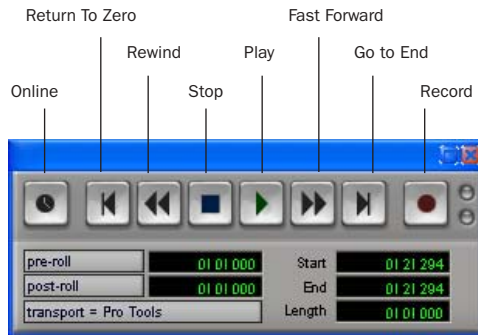 Return To Zero
Fast Forward
Rewind
Play
Go to End
Online
Stop
Record
pre-roll 01 01 000 Start 01 21 294
post-roll 01 01 000 End 01 21 294
transport = Pro Tools Length 01 01 000